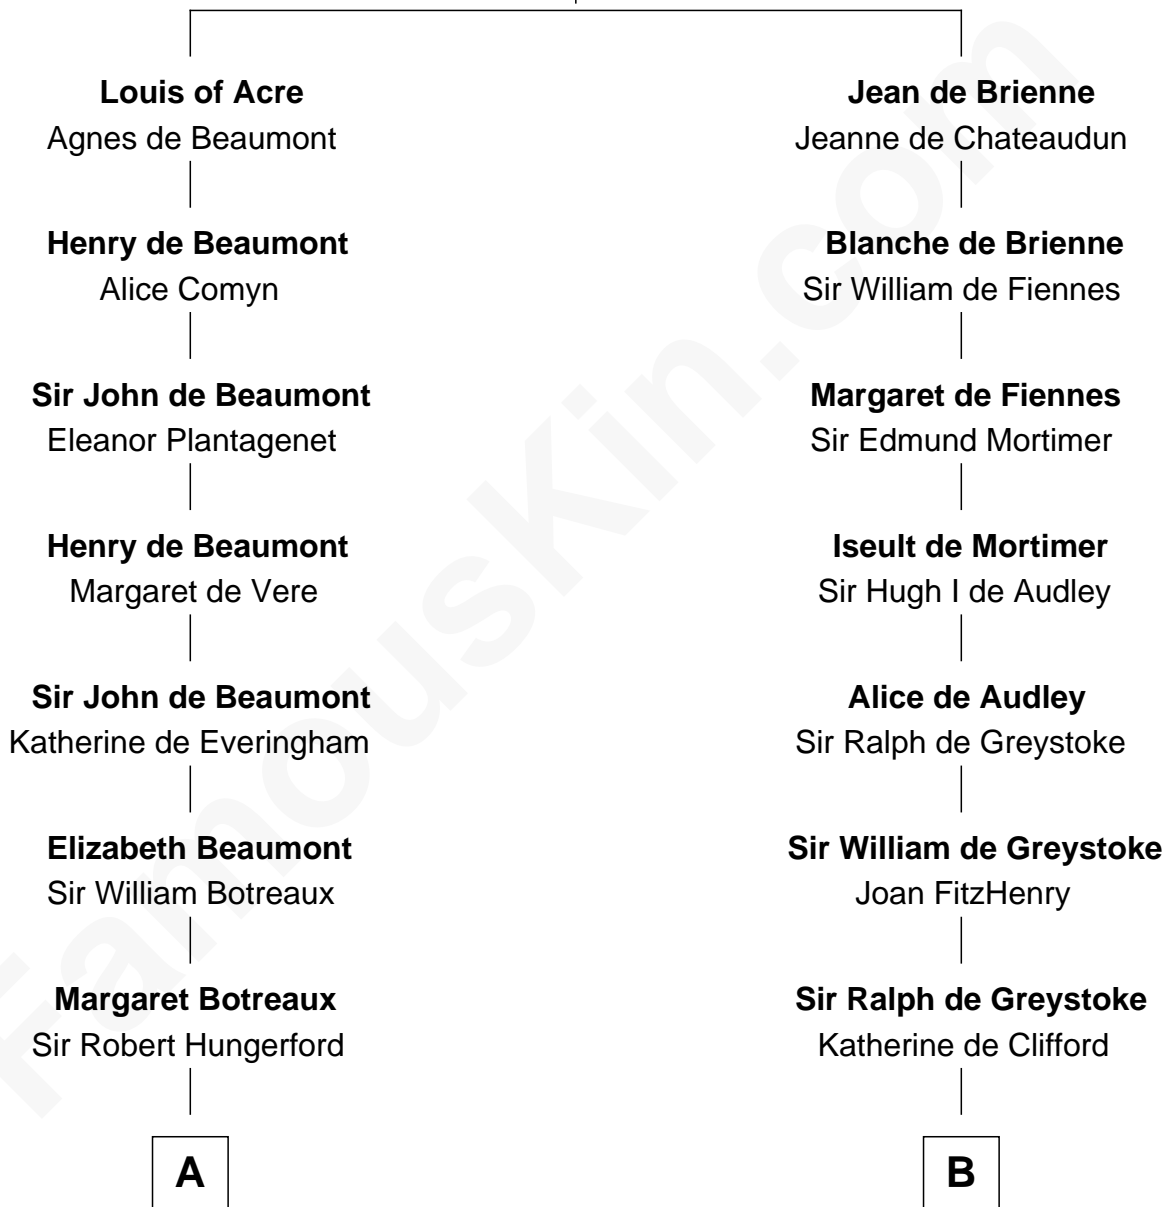 Louis of Acre
Agnes de Beaumont
Henry de Beaumont
Alice Comyn
Sir John de Beaumont
Eleanor Plantagenet
Henry de Beaumont
Margaret de Vere
Sir John de Beaumont
Katherine de Everingham
Elizabeth Beaumont
Sir William Botreaux
Margaret Botreaux
Sir Robert Hungerford
A
Jean de Brienne
Jeanne de Chateaudun
Blanche de Brienne
Sir William de Fiennes
Margaret de Fiennes
Sir Edmund Mortimer
Iseult de Mortimer
Sir Hugh I de Audley
Alice de Audley
Sir Ralph de Greystoke
Sir William de Greystoke
Joan FitzHenry
Sir Ralph de Greystoke
Katherine de Clifford
B
FamousKin.com